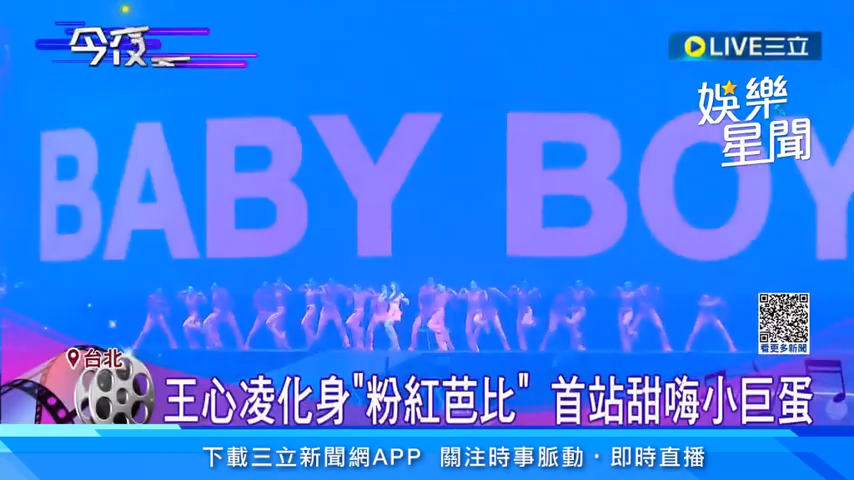 今夜
LIVE三立
娛樂
星聞
BABY BOY
看更多新聞
台北
王心凌化身"粉紅芭比" 首站甜嗨小巨蛋
下載三立新聞網APP 關注時事脈動・即時直播